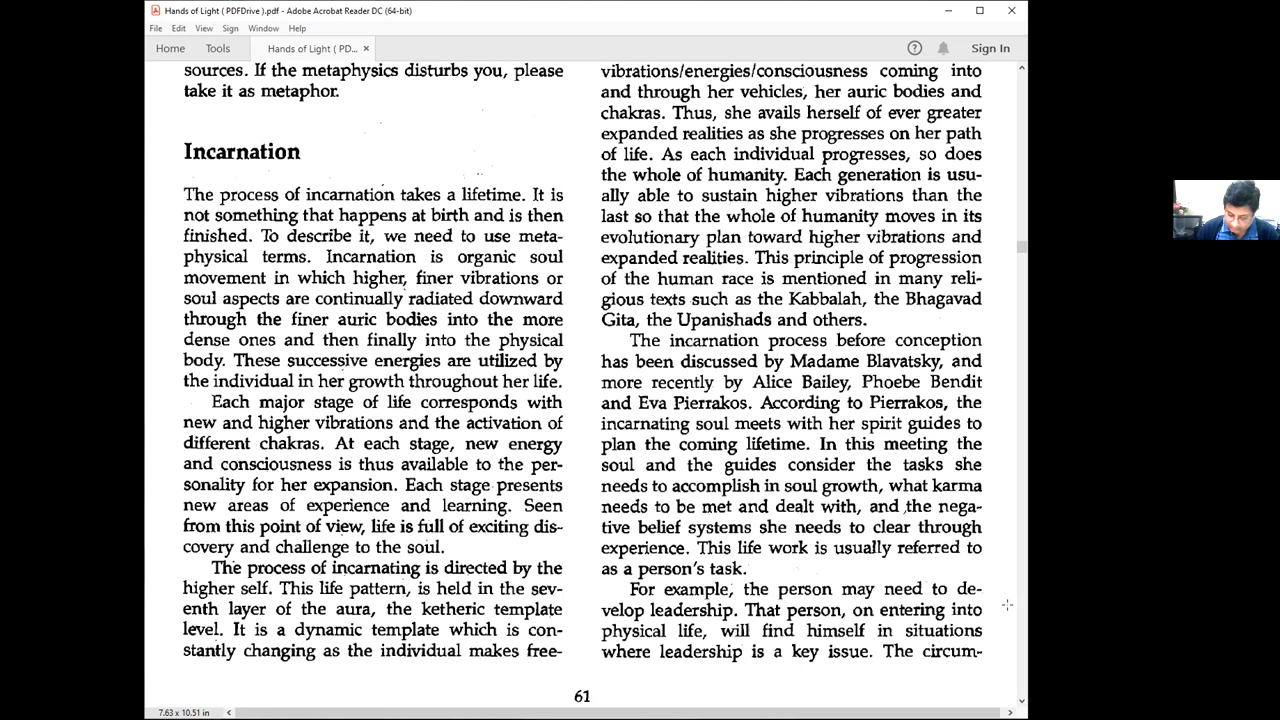 Hands of Light ( PDFDrive ).pdf - Adobe Acrobat Reader DC (64-bit)
File Edit View Sign Window Help
Home Tools Hands of Light ( PD... × Sign In
sources. If the metaphysics disturbs you, please
take it as metaphor.
Incarnation
The process of incarnation takes a lifetime. It is
not something that happens at birth and is then
finished. To describe it, we need to use meta-
physical terms. Incarnation is organic soul
movement in which higher, finer vibrations or
soul aspects are continually radiated downward
through the finer auric bodies into the more
dense ones and then finally into the physical
body. These successive energies are utilized by
the individual in her growth throughout her life.
Each major stage of life corresponds with
new and higher vibrations and the activation of
different chakras. At each stage, new energy
and consciousness is thus available to the per-
sonality for her expansion. Each stage presents
new areas of experience and learning. Seen
from this point of view, life is full of exciting dis-
covery and challenge to the soul.
The process of incarnating is directed by the
higher self. This life pattern, is held in the sev-
enth layer of the aura, the ketheric template
level. It is a dynamic template which is con-
stantly changing as the individual makes free-
vibrations/energies/consciousness coming into
and through her vehicles, her auric bodies and
chakras. Thus, she avails herself of ever greater
expanded realities as she progresses on her path
of life. As each individual progresses, so does
the whole of humanity. Each generation is usu-
ally able to sustain higher vibrations than the
last so that the whole of humanity moves in its
evolutionary plan toward higher vibrations and
expanded realities. This principle of progression
of the human race is mentioned in many reli-
gious texts such as the Kabbalah, the Bhagavad
Gita, the Upanishads and others.
The incarnation process before conception
has been discussed by Madame Blavatsky, and
more recently by Alice Bailey, Phoebe Bendit
and Eva Pierrakos. According to Pierrakos, the
incarnating soul meets with her spirit guides to
plan the coming lifetime. In this meeting the
soul and the guides consider the tasks she
needs to accomplish in soul growth, what karma
needs to be met and dealt with, and the nega-
tive belief systems she needs to clear through
experience. This life work is usually referred to
as a person's task.
For example, the person may need to de-
velop leadership. That person, on entering into
physical life, will find himself in situations
where leadership is a key issue. The circum-
61
7.63 x 10.51 in